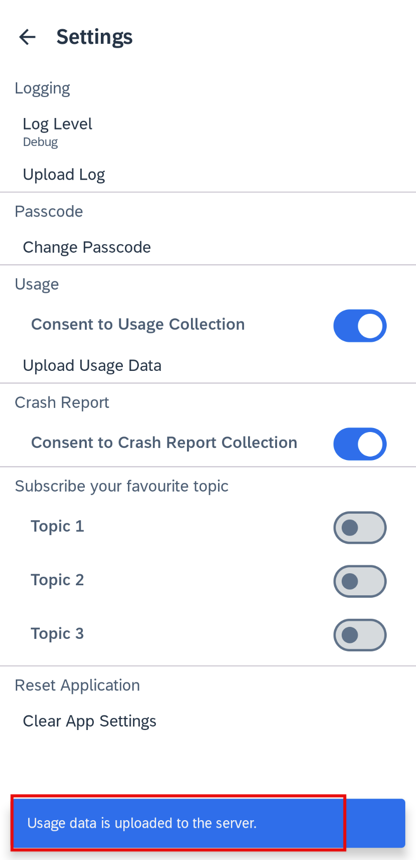 Settings
Logging
Log Level
Debug
Upload Log
Passcode
Change Passcode
Usage
Consent to Usage Collection
Upload Usage Data
Crash Report
Consent to Crash Report Collection
Subscribe your favourite topic
Topic 1
Topic 2
Topic 3
Reset Application
Clear App Settings
Usage data is uploaded to the server.